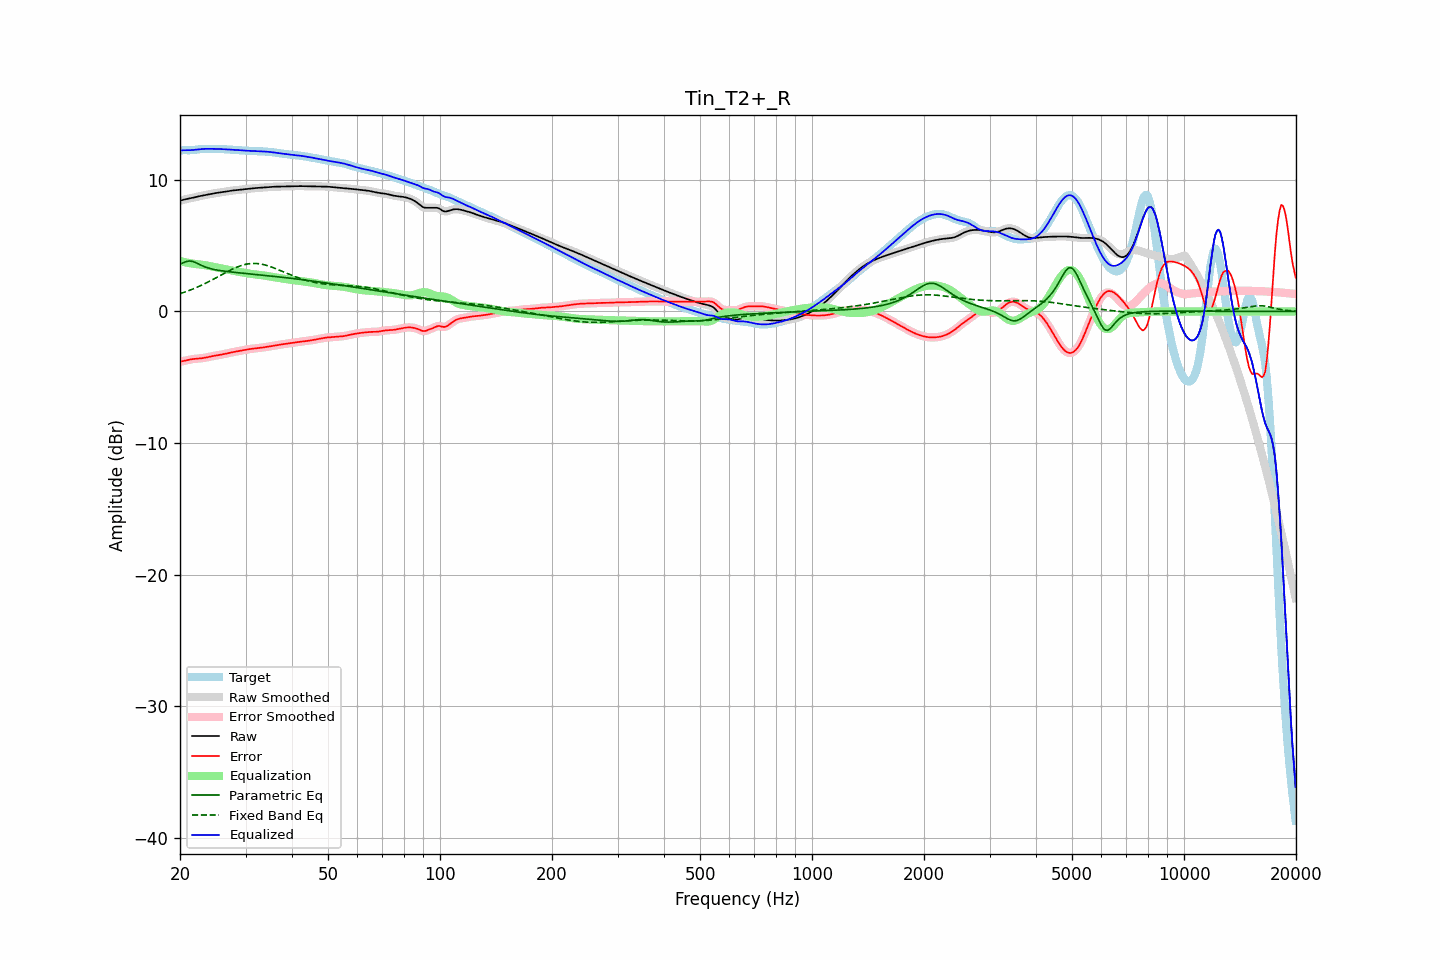 Tin_T2+_R
Amplitude (dBr)
10
0
−10
−20
−30
−40
Target
Raw Smoothed
Error Smoothed
Raw
Error
Equalization
Parametric Eq
Fixed Band Eq
Equalized
20 50 100 200 500 1000 2000 5000 10000 20000
Frequency (Hz)